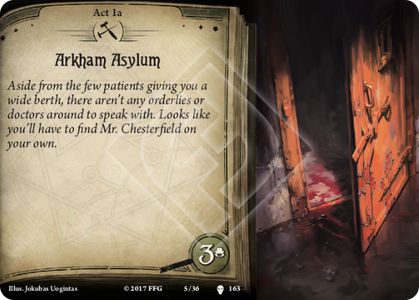 Act 1a
Arkham Asylum
Aside from the few patients giving you a
wide berth, there aren't any orderlies or
doctors around to speak with. Looks like
you'll have to find Mr. Chesterfield on
your own.
3
Illus. Jokubas Uogintas
© 2017 FFG
5/36
163